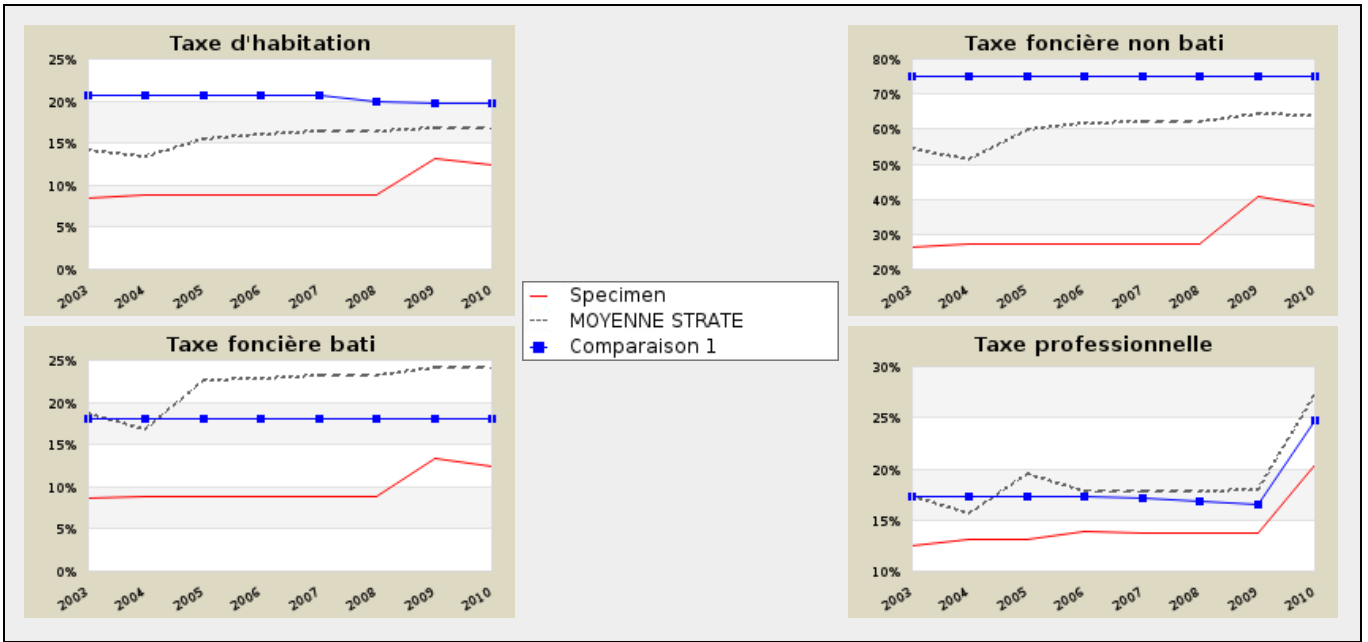 Taxe d'habitation
25%
20%
15%
10%
5%
0%
2003 2004 2005 2006 2007 2008 2009 2010
Taxe foncière non bati
80%
70%
60%
50%
40%
30%
20%
2003 2004 2005 2006 2007 2008 2009 2010
Specimen
MOYENNE STRATE
Comparaison 1
Taxe foncière bati
25%
20%
15%
10%
5%
0%
2003 2004 2005 2006 2007 2008 2009 2010
Taxe professionnelle
30%
25%
20%
15%
10%
2003 2004 2005 2006 2007 2008 2009 2010